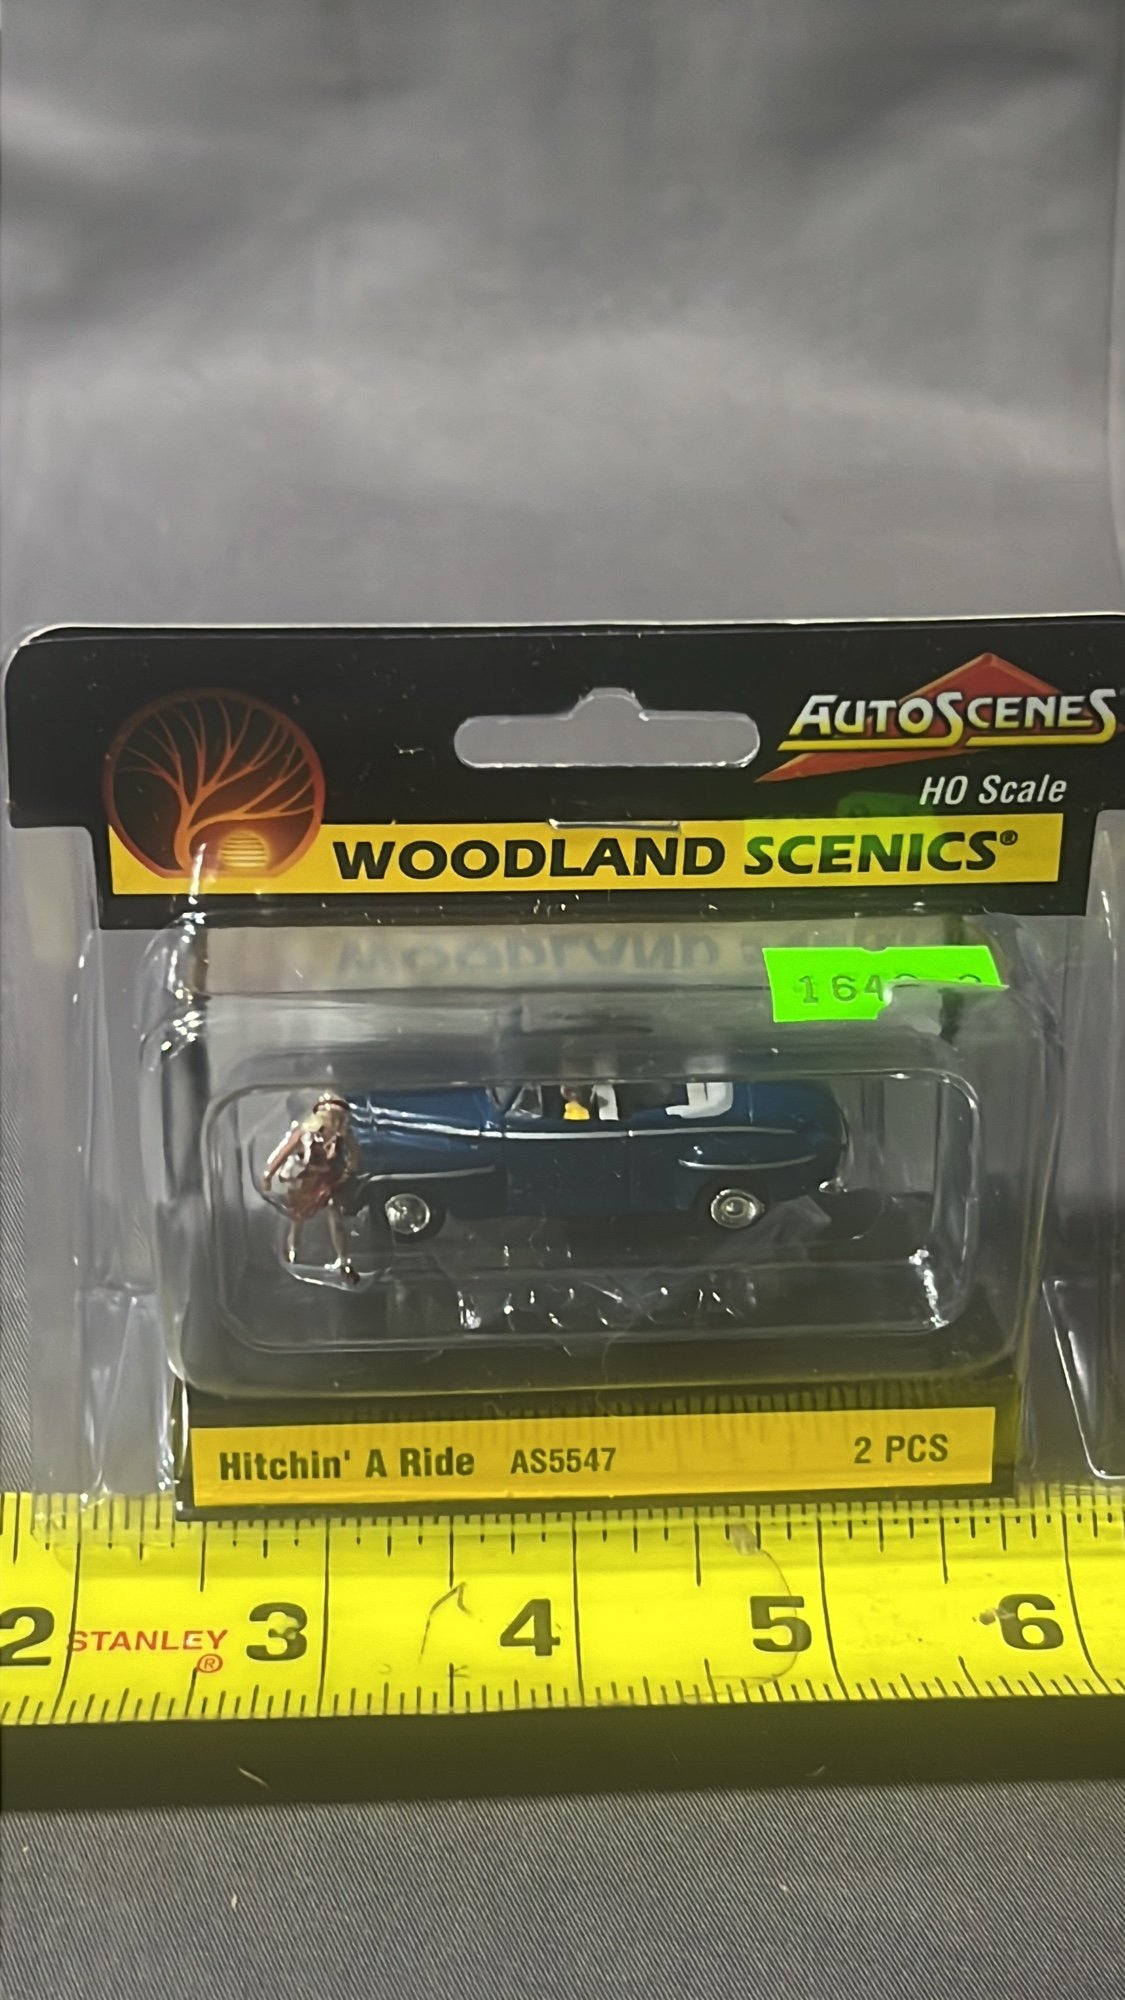 AUTOSCENES
HO Scale
WOODLAND SCENICS®
Hitchin' A Ride AS5547 2 PCS
2 3 4 5 6
STANLEY
®